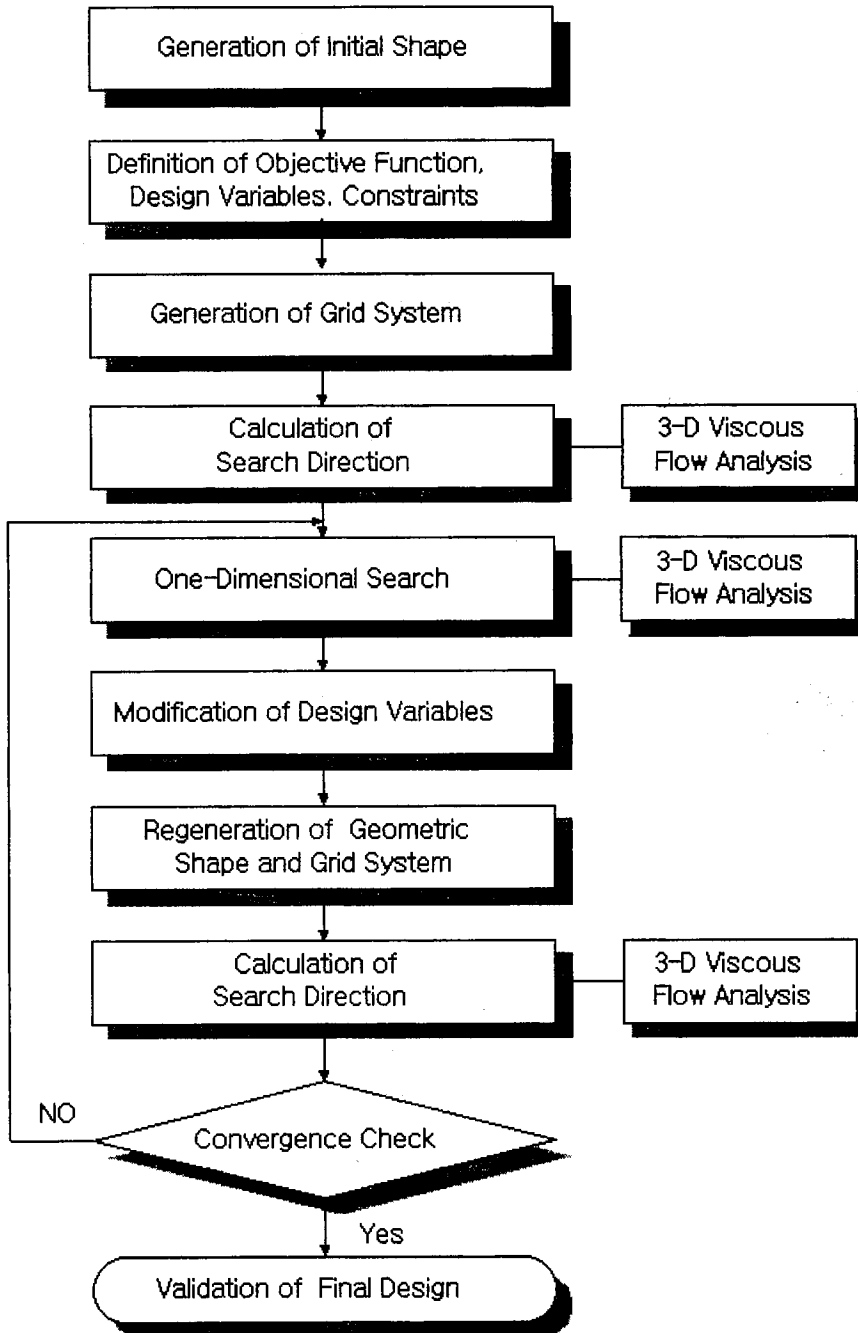 Generation of Initial Shape
Definition of Objective Function,
Design Variables. Constraints
Generation of Grid System
Calculation of
Search Direction
3-D Viscous
Flow Analysis
One-Dimensional Search
3-D Viscous
Flow Analysis
Modification of Design Variables
Regeneration of Geometric
Shape and Grid System
Calculation of
Search Direction
3-D Viscous
Flow Analysis
NO
Convergence Check
Yes
Validation of Final Design